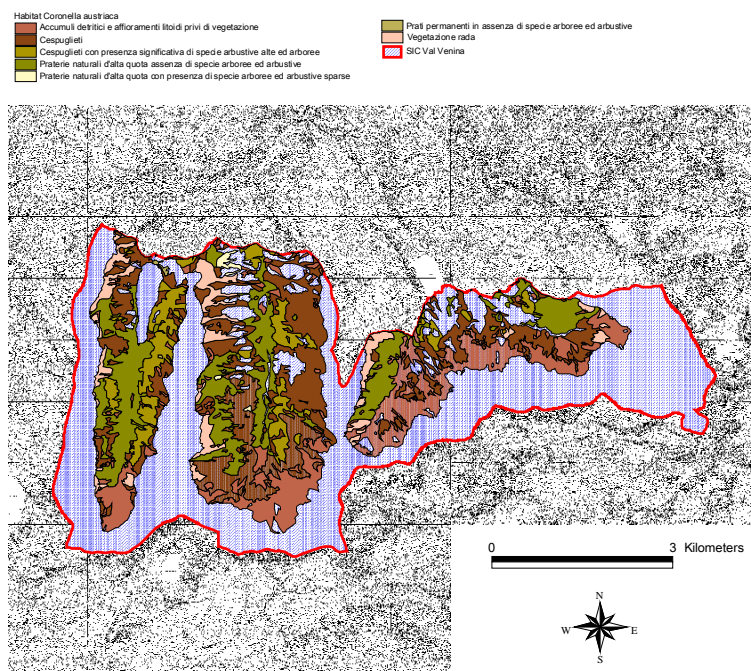 Habitat Coronella austriaca
Accumuli detritici e affioramenti litoidi privi di vegetazione
Cespuglieti
Cespuglieti con presenza significativa di specie arbustive alte ed arboree
Praterie naturali d'alta quota assenza di specie arboree ed arbustive
Praterie naturali d'alta quota con presenza di specie arboree ed arbustive sparse
Prati permanenti in assenza di specie arboree ed arbustive
Vegetazione rada
SIC Val Venina
0 3 Kilometers
N
W E
S